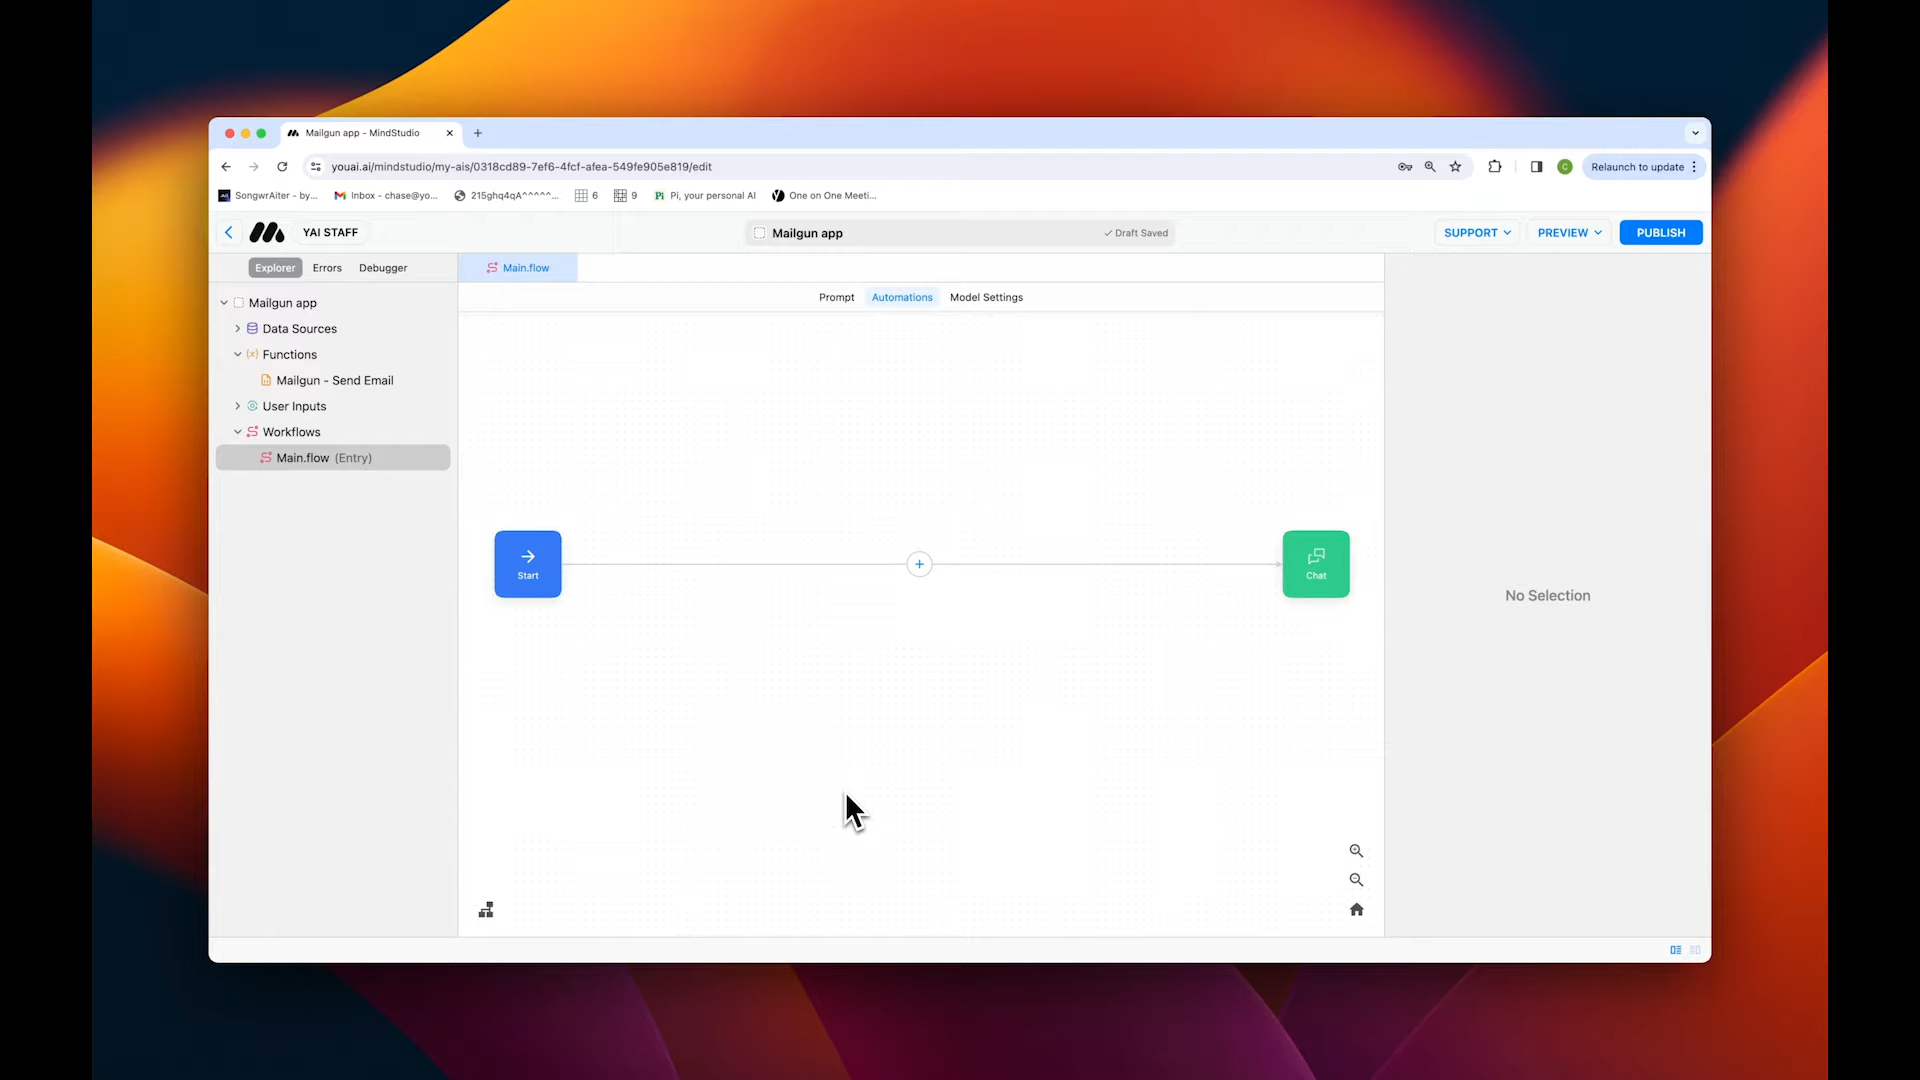 Mailgun app - MindStudio
youai.ai/mindstudio/my-ais/0318cd89-7ef6-4fcf-afea-549fe905e819/edit
C
Relaunch to update
SongwrAiter - by...
Inbox - chase@yo...
215ghq4qA^^^^^...
6
9
Pi, your personal AI
One on One Meeti...
YAI STAFF
Mailgun app
Draft Saved
SUPPORT
PREVIEW
PUBLISH
Explorer
Errors
Debugger
Main.flow
Prompt
Automations
Model Settings
Mailgun app
Data Sources
Functions
Mailgun - Send Email
User Inputs
Workflows
Main.flow (Entry)
Start
Chat
No Selection